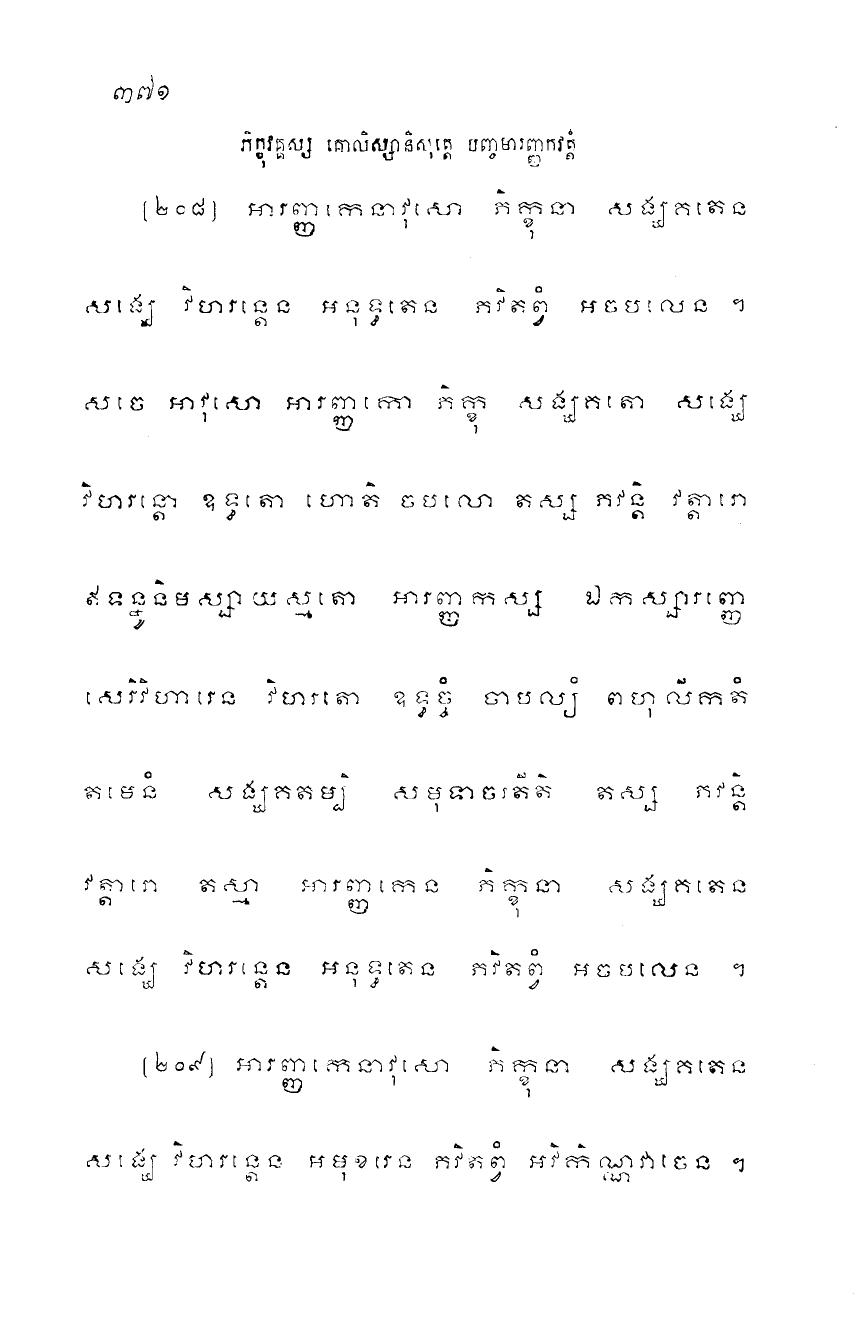 ៣៧១
ភិក្ខុវគ្គស្ស គោលិស្សានិសុត្តេ បញ្ចមារញ្ញកវត្តំ
(២០៨) អារញ្ញកេនាវុសោ ភិក្ខុនា សង្ឃគតេន
សង្ឃេ វិហរន្តេន អនុទ្ធតេន ភវិតព្វំ អចបលេន ។
សចេ អាវុសោ អារញ្ញកោ ភិក្ខុ សង្ឃគតោ សង្ឃេ
វិហរន្តោ ឧទ្ធតោ ហោតិ ចបលោ តស្ស ភវន្តិ វត្តារោ
៩ទន្នូនិមស្សាយស្មតោ អារញ្ញកស្ស ឯកស្សារញ្ញេ
សេរិវិហារេន វិហរតោ ឧទ្ធច្ចំ ចាបល្យំ ពហុលីកតំ
តមេនំ សង្ឃគតម្បិ សមុទាចរតីតិ តស្ស ភវន្តិ
វត្តារោ តស្មា អារញ្ញកេន ភិក្ខុនា សង្ឃគតេន
សង្ឃេ វិហរន្តេន អនុទ្ធតេន ភវិតព្វំ អចបលេន ។
(២០៩) អារញ្ញកេនាវុសោ ភិក្ខុនា សង្ឃគតេន
សង្ឃេ វិហរន្តេន អមុខរេន ភវិតព្វំ អវិកិណ្ណវាចេន ។